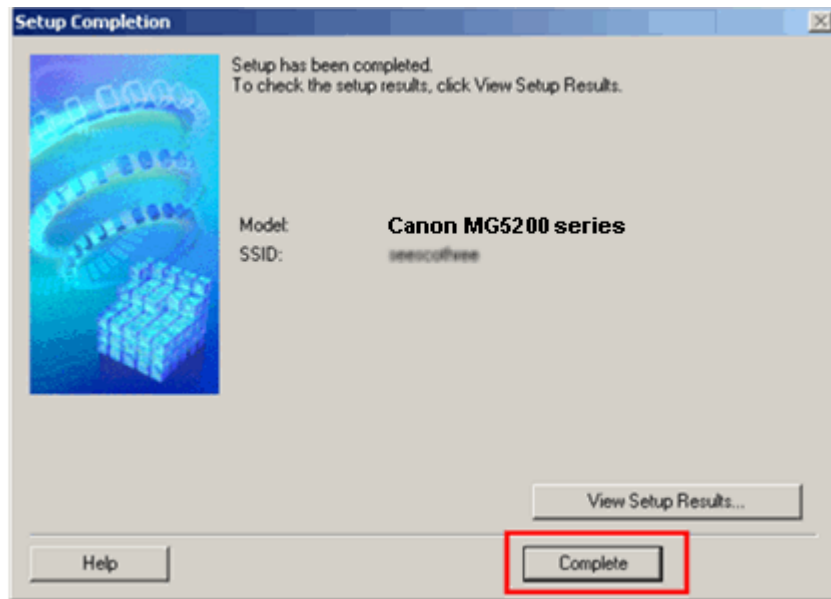 Setup Completion
Setup has been completed.
To check the setup results, click View Setup Results.
Model: Canon MG5200 series
SSID:
View Setup Results...
Help
Complete